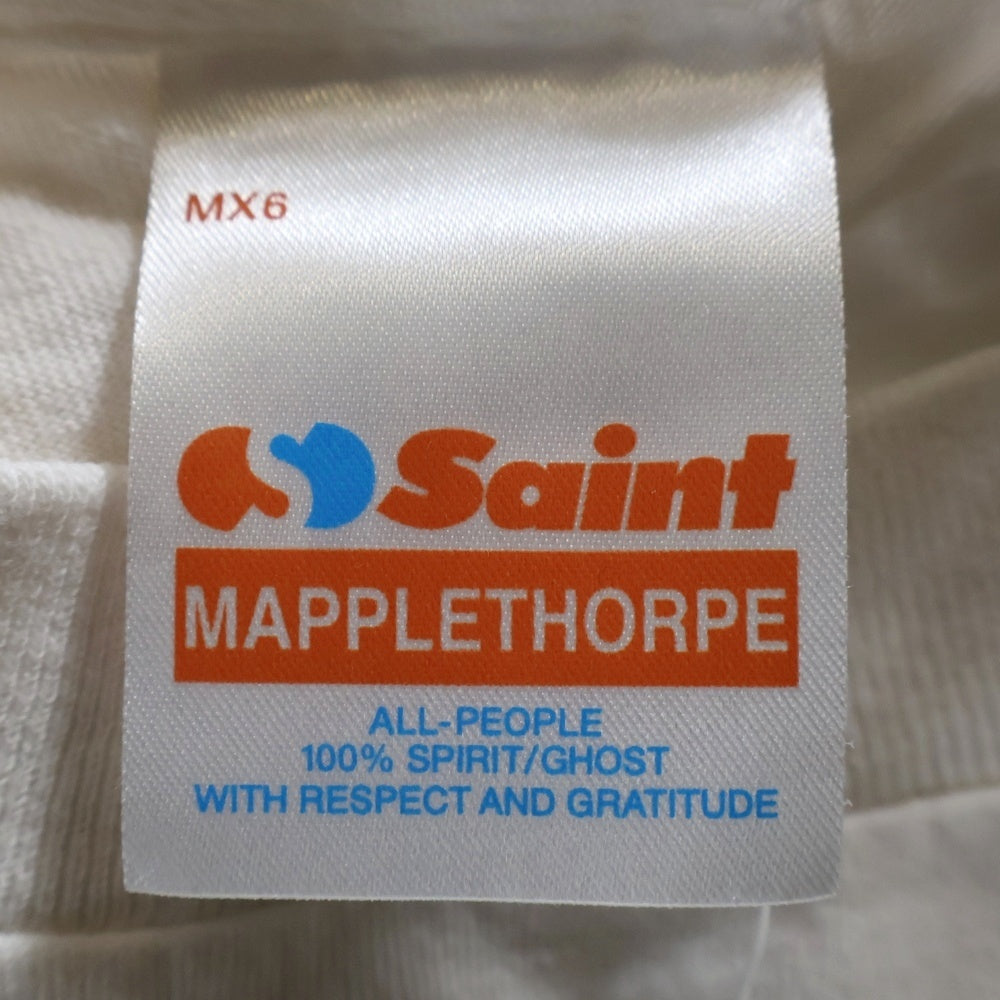 MX6
Saint
MAPPLETHORPE
ALL-PEOPLE
100% SPIRIT/GHOST
WITH RESPECT AND GRATITUDE